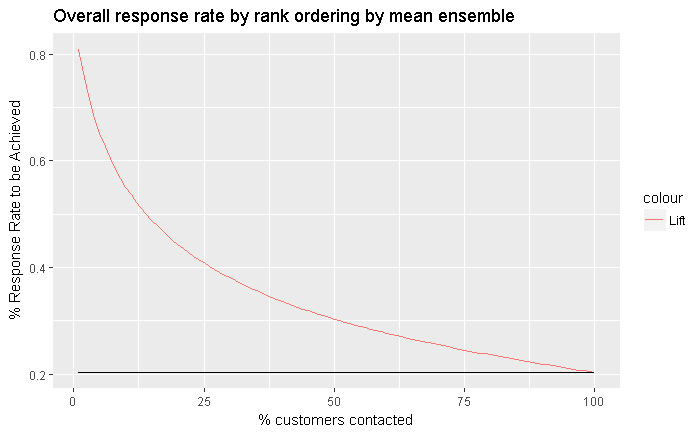 Overall response rate by rank ordering by mean ensemble
% Response Rate to be Achieved
0.8
0.6
0.4
0.2
0
25
50
75
100
% customers contacted
colour
Lift